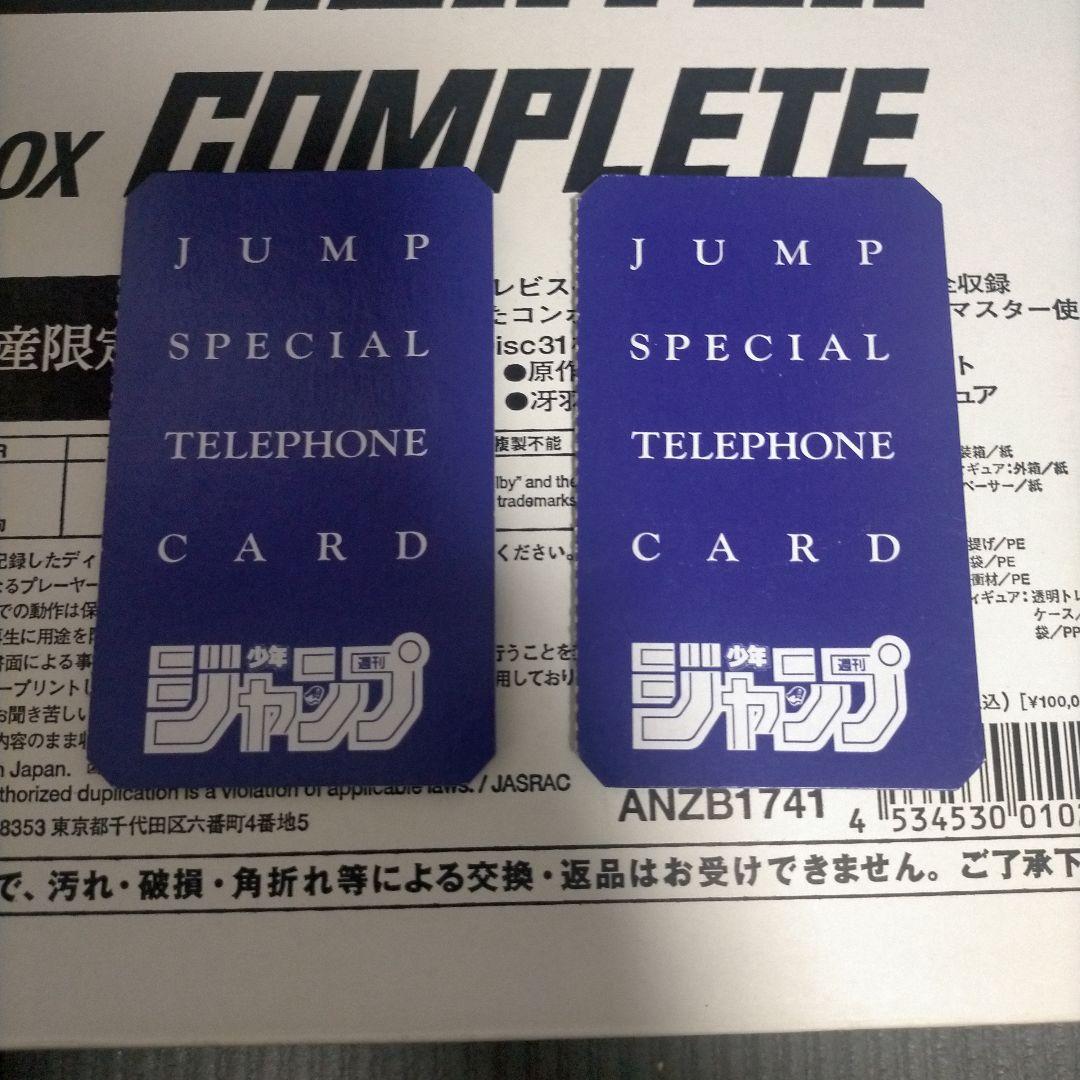 COMPLETE
OX
JUMP
SPECIAL
TELEPHONE
CARD
週刊
少年
ジャンプ
JUMP
SPECIAL
TELEPHONE
CARD
週刊
少年
ジャンプ
産限定
レビス
たコンボ
isc31
●原作
●冴羽
収録
マスター使
ト
ュア
複製不能
lby" and the
trademarks
装箱/紙
ギュア:外箱/紙
ペーサー/紙
提げ/PE
袋/PE
衝材/PE
ィギュア:透明トレ
ケース/
袋/PP
記録したディ
なるプレーヤー
での動作は保
再生に用途を
書面による事
ープリントし
お聞き苦しい
内容のまま収
ください。
行うことを
用しており
込) [¥100,0
n Japan.
thorized duplication is a violation of applicable laws. / JASRAC
8353 東京都千代田区六番町4番地5
ANZB1741
4 534530 010
で、汚れ・破損・角折れ等による交換・返品はお受けできません。ご了承下